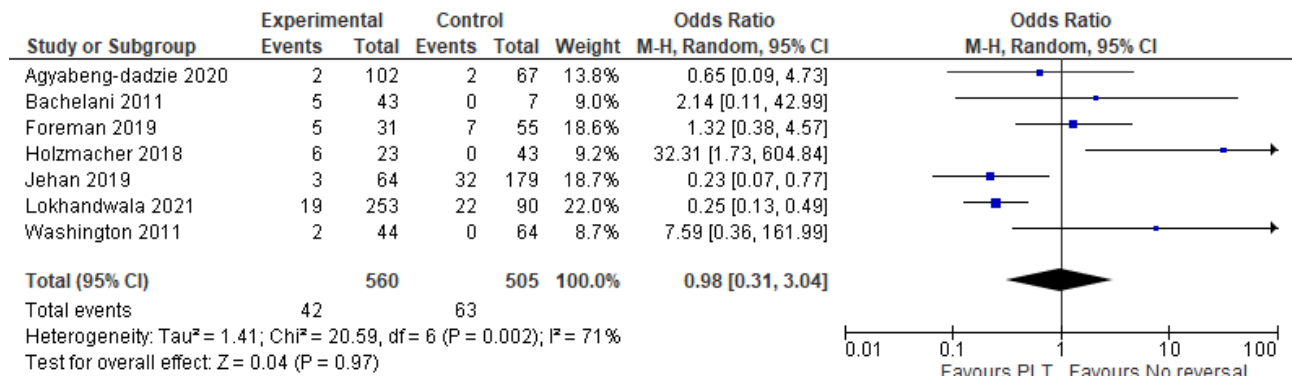 Experimental Control Odds Ratio Odds Ratio
Study or Subgroup Events Total Events Total Weight M-H, Random, 95% CI M-H, Random, 95% CI
Agyabeng-dadzie 2020 2 102 2 67 13.8% 0.65 [0.09, 4.73]
Bachelani 2011 5 43 0 7 9.0% 2.14 [0.11, 42.99]
Foreman 2019 5 31 7 55 18.6% 1.32 [0.38, 4.57]
Holzmacher 2018 6 23 0 43 9.2% 32.31 [1.73, 604.84]
Jehan 2019 3 64 32 179 18.7% 0.23 [0.07, 0.77]
Lokhandwala 2021 19 253 22 90 22.0% 0.25 [0.13, 0.49]
Washington 2011 2 44 0 64 8.7% 7.59 [0.36, 161.99]
Total (95% CI) 560 505 100.0% 0.98 [0.31, 3.04]
Total events 42 63
Heterogeneity: Tau² = 1.41; Chi² = 20.59, df = 6 (P = 0.002); I² = 71%
Test for overall effect: Z = 0.04 (P = 0.97)
0.01 0.1 1 10 100
Favours PLT Favours No reversal